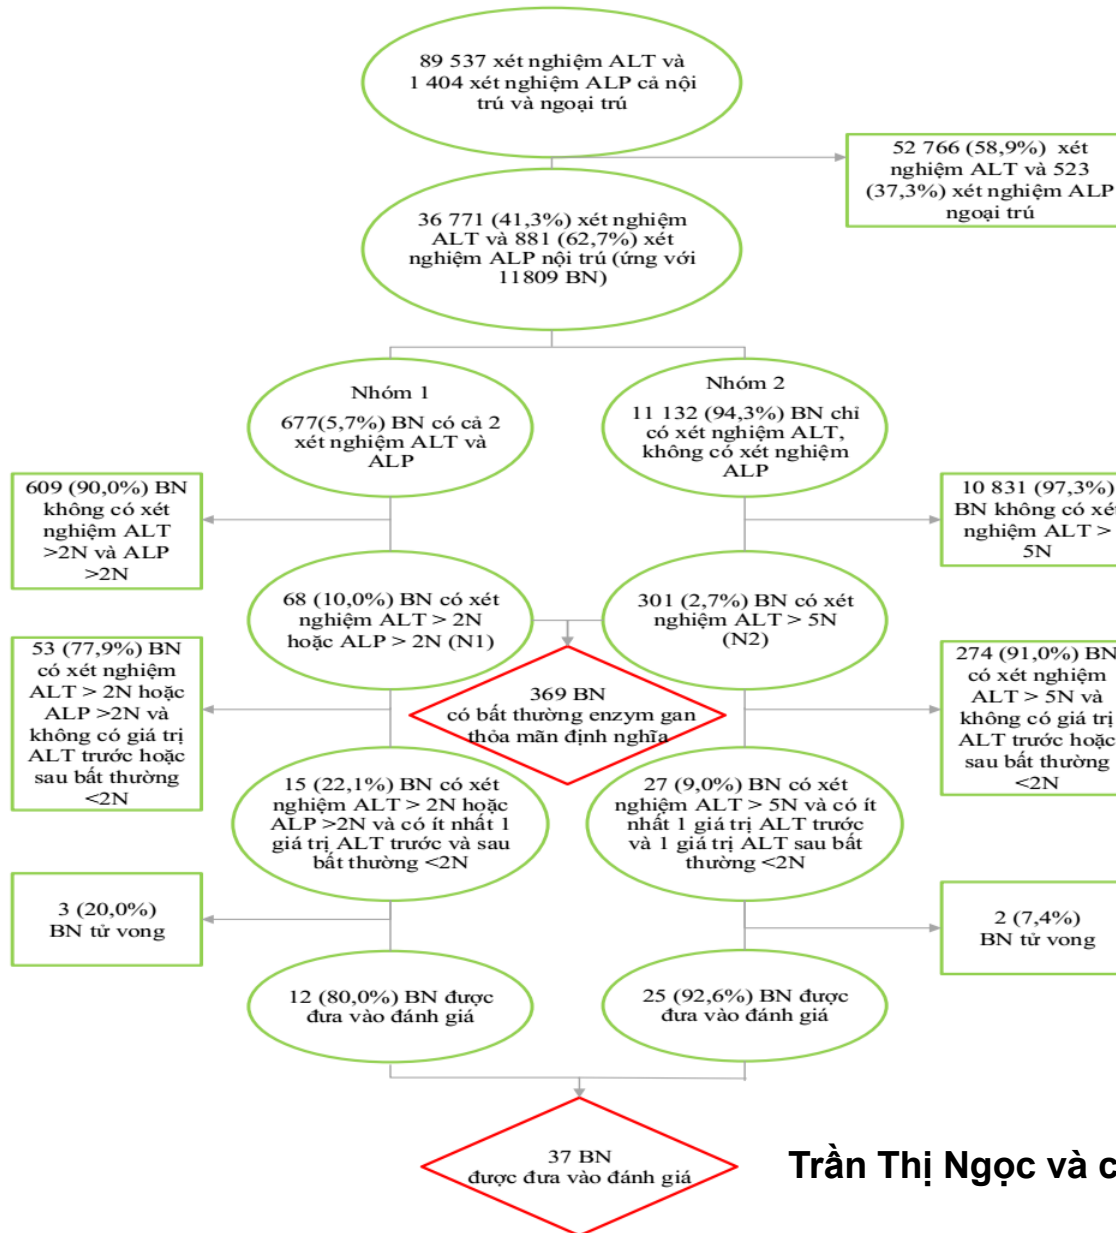 89 537 xét nghiệm ALT và
1 404 xét nghiệm ALP cả nội
trú và ngoại trú
52 766 (58,9%) xét
nghiệm ALT và 523
(37,3%) xét nghiệm ALP
ngoại trú
36 771 (41,3%) xét nghiệm
ALT và 881 (62,7%) xét
nghiệm ALP nội trú (ứng với
11809 BN)
Nhóm 1
677(5,7%) BN có cả 2
xét nghiệm ALT và
ALP
Nhóm 2
11 132 (94,3%) BN chỉ
có xét nghiệm ALT,
không có xét nghiệm
ALP
609 (90,0%) BN
không có xét
nghiệm ALT
>2N và ALP
>2N
10 831 (97,3%)
BN không có xét
nghiệm ALT >
5N
68 (10,0%) BN có xét
nghiệm ALT > 2N
hoặc ALP > 2N (N1)
301 (2,7%) BN có xét
nghiệm ALT > 5N
(N2)
53 (77,9%) BN
có xét nghiệm
ALT > 2N hoặc
ALP >2N và
không có giá trị
ALT trước hoặc
sau bất thường
<2N
369 BN
có bất thường enzym gan
thỏa mãn định nghĩa
274 (91,0%) BN
có xét nghiệm
ALT > 5N và
không có giá trị
ALT trước hoặc
sau bất thường
<2N
15 (22,1%) BN có xét
nghiệm ALT > 2N hoặc
ALP >2N và có ít nhất 1
giá trị ALT trước và sau
bất thường <2N
27 (9,0%) BN có xét
nghiệm ALT > 5N và có ít
nhất 1 giá trị ALT trước
và 1 giá trị ALT sau bất
thường <2N
3 (20,0%)
BN tử vong
2 (7,4%)
BN tử vong
12 (80,0%) BN được
đưa vào đánh giá
25 (92,6%) BN được
đưa vào đánh giá
37 BN
được đưa vào đánh giá
Trần Thị Ngọc và c